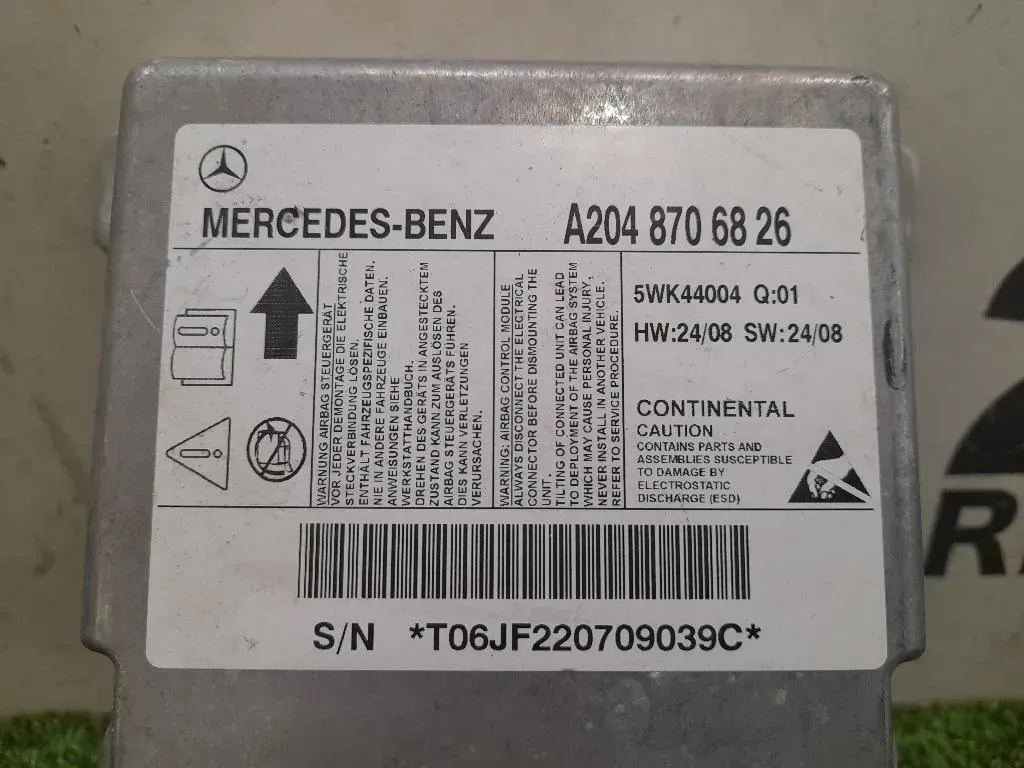 MERCEDES-BENZ A204 870 68 26
WARNUNG AIRBAG STEUERGERÄT
VOR JEDER DEMONTAGE DIE ELEKTRISCHE
STECKVERBINDUNG LÖSEN.
ENTHÄLT FAHRZEUGSPEZIFISCHE DATEN.
NIE IN ANDERE FAHRZEUGE EINBAUEN.
ANWEISUNGEN SIEHE
WERKSTATTHANDBUCH.
DREHEN DES GERÄTS IN ANGESTECKTEM
ZUSTAND KANN ZUM AUSLÖSEN DES
AIRBAG STEUERGERÄTS FÜHREN.
DIES KANN VERLETZUNGEN
VERURSACHEN.
WARNING: AIRBAG CONTROL MODULE
ALWAYS DISCONNECT THE ELECTRICAL
CONNECTOR BEFORE DISMOUNTING THE
UNIT.
TILTING OF CONNECTED UNIT CAN LEAD
TO DEPLOYMENT OF THE AIRBAG SYSTEM
WHICH MAY CAUSE PERSONAL INJURY.
NEVER INSTALL IN ANOTHER VEHICLE.
REFER TO SERVICE PROCEDURE.
5WK44004 Q:01
HW:24/08 SW:24/08
CONTINENTAL
CAUTION
CONTAINS PARTS AND
ASSEMBLIES SUSCEPTIBLE
TO DAMAGE BY
ELECTROSTATIC
DISCHARGE (ESD)
S/N *T06JF220709039C*